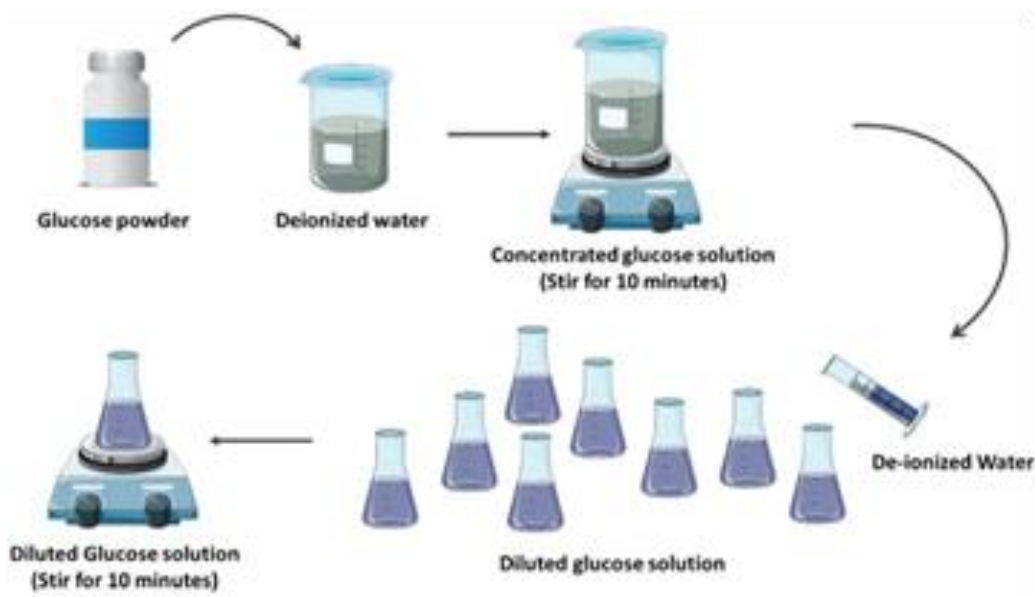 Glucose powder
Deionized water
Concentrated glucose solution
(Stir for 10 minutes)
De-ionized Water
Diluted glucose solution
Diluted Glucose solution
(Stir for 10 minutes)